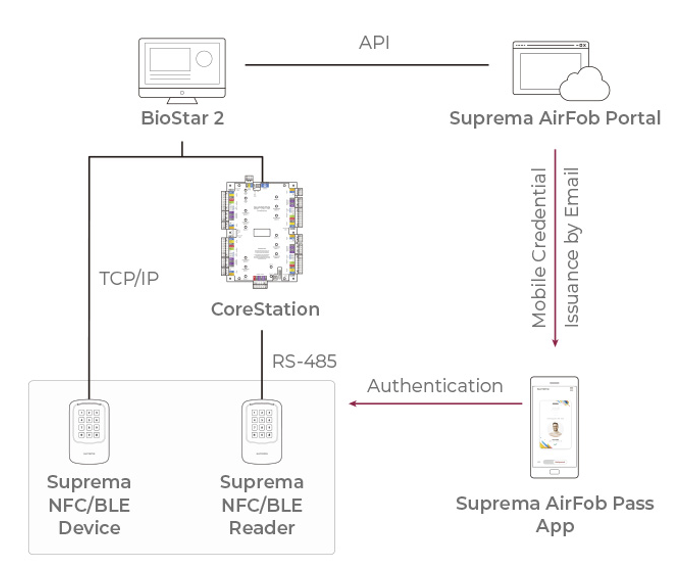 API
BioStar 2
Suprema AirFob Portal
Mobile Credential
Issuance by Email
TCP/IP
CoreStation
RS-485
Authentication
Suprema
NFC/BLE
Device
Suprema
NFC/BLE
Reader
Suprema AirFob Pass
App